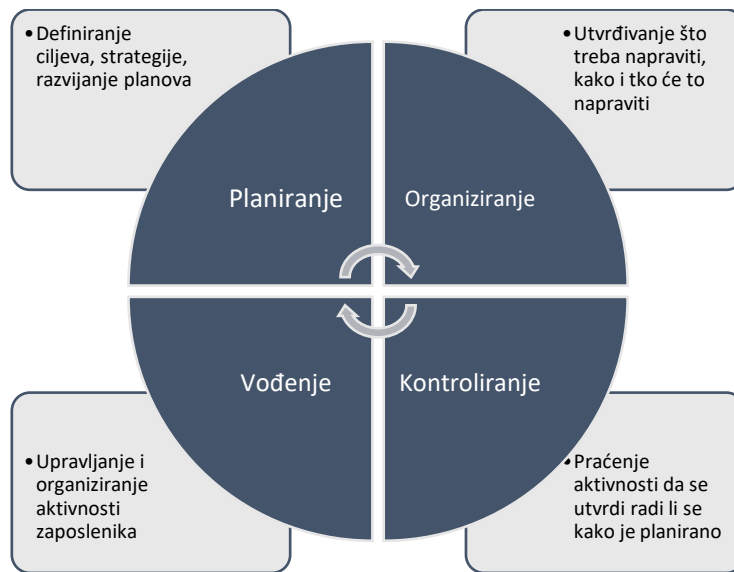 •Definiranje
ciljeva, strategije,
razvijanje planova
•Utvrđivanje što
treba napraviti,
kako i tko će to
napraviti
Planiranje
Organiziranje
Vođenje
Kontroliranje
•Upravljanje i
organiziranje
aktivnosti
zaposlenika
•Praćenje
aktivnosti da se
utvrdi radi li se
kako je planirano